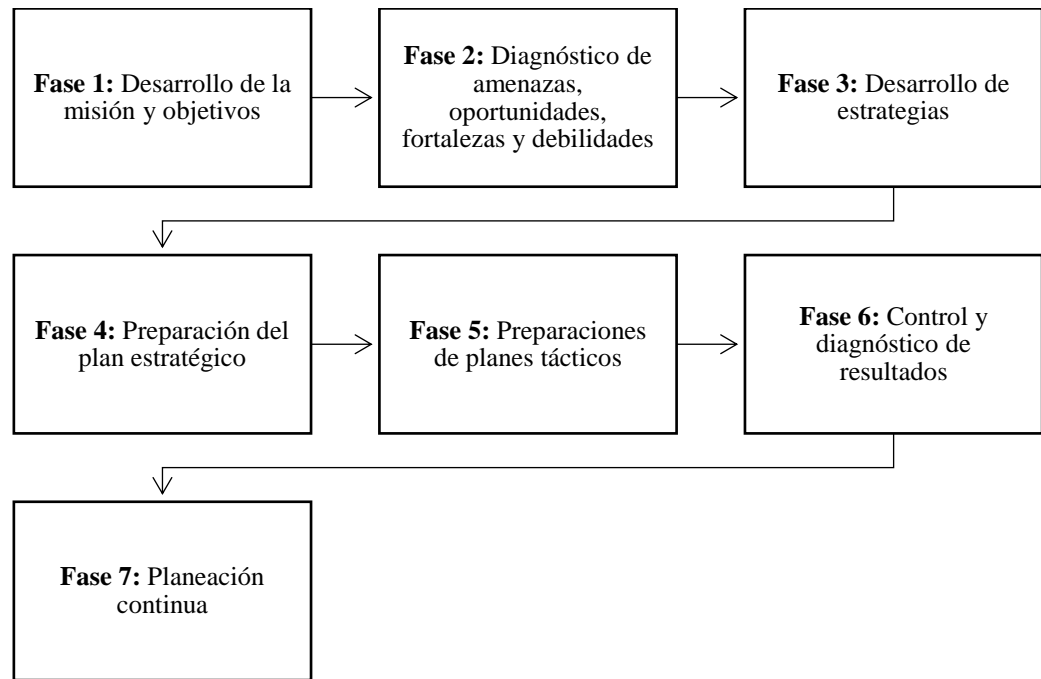 Fase 1: Desarrollo de la
misión y objetivos
Fase 2: Diagnóstico de
amenazas,
oportunidades,
fortalezas y debilidades
Fase 3: Desarrollo de
estrategias
Fase 4: Preparación del
plan estratégico
Fase 5: Preparaciones
de planes tácticos
Fase 6: Control y
diagnóstico de
resultados
Fase 7: Planeación
continua